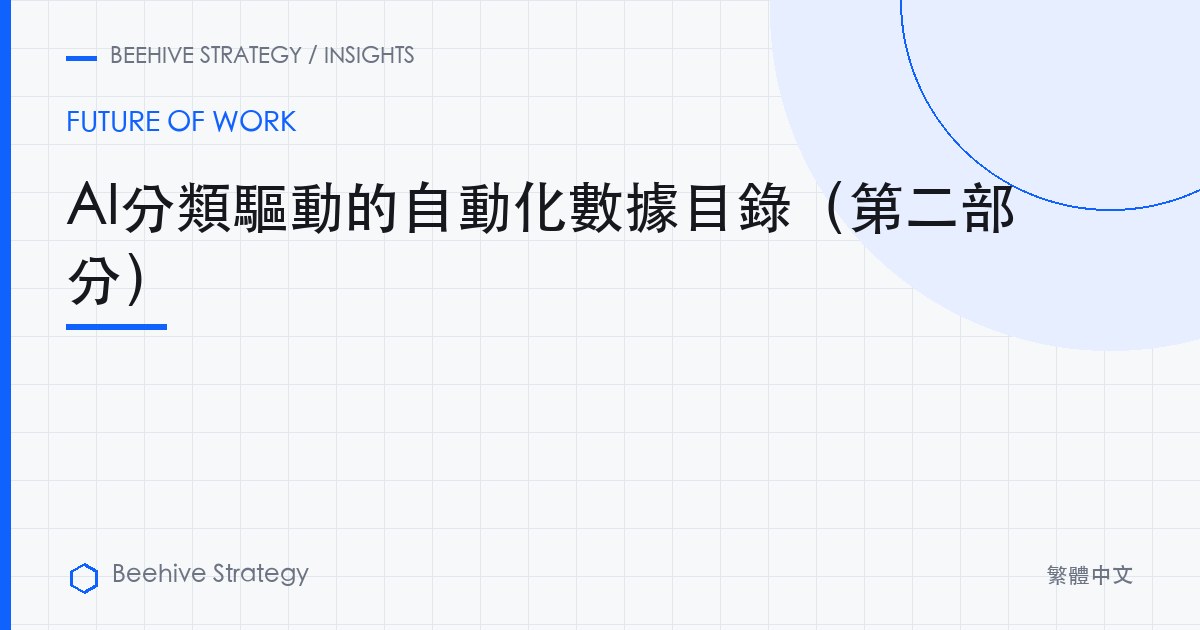 BEEHIVE STRATEGY / INSIGHTS
FUTURE OF WORK
AI分類驅動的自動化數據目錄（第二部
分）
Beehive Strategy
繁體中文